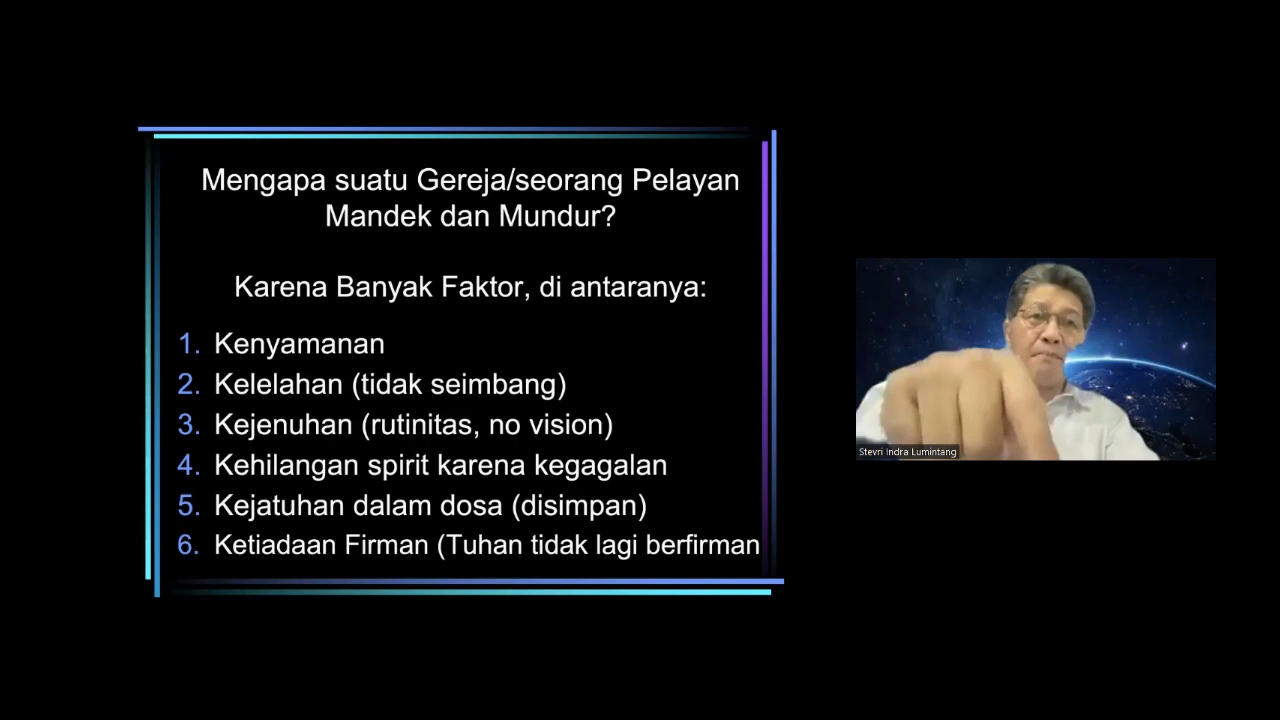 Mengapa suatu Gereja/seorang Pelayan
Mandek dan Mundur?
Karena Banyak Faktor, di antaranya:
1. Kenyamanan
2. Kelelahan (tidak seimbang)
3. Kejenuhan (rutinitas, no vision)
4. Kehilangan spirit karena kegagalan
5. Kejatuhan dalam dosa (disimpan)
6. Ketiadaan Firman (Tuhan tidak lagi berfirman
Stevri Indra Lumintang